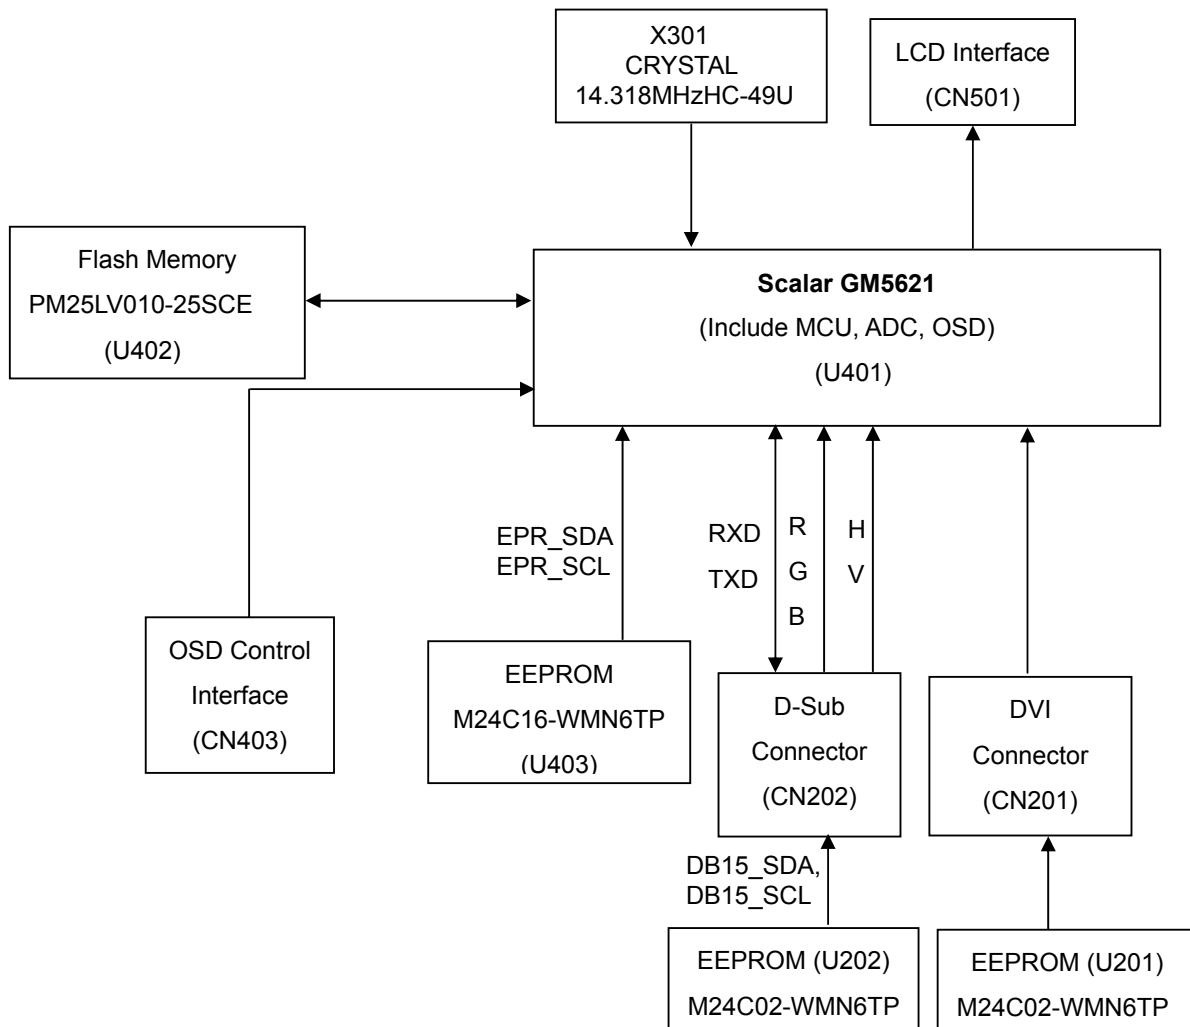 X301
CRYSTAL
14.318MHzHC-49U
LCD Interface
(CN501)
Flash Memory
PM25LV010-25SCE
(U402)
Scalar GM5621
(Include MCU, ADC, OSD)
(U401)
EPR_SDA
EPR_SCL
RXD
TXD
R
G
B
H
V
OSD Control
Interface
(CN403)
EEPROM
M24C16-WMN6TP
(U403)
D-Sub
Connector
(CN202)
DVI
Connector
(CN201)
DB15_SDA,
DB15_SCL
EEPROM (U202)
M24C02-WMN6TP
EEPROM (U201)
M24C02-WMN6TP